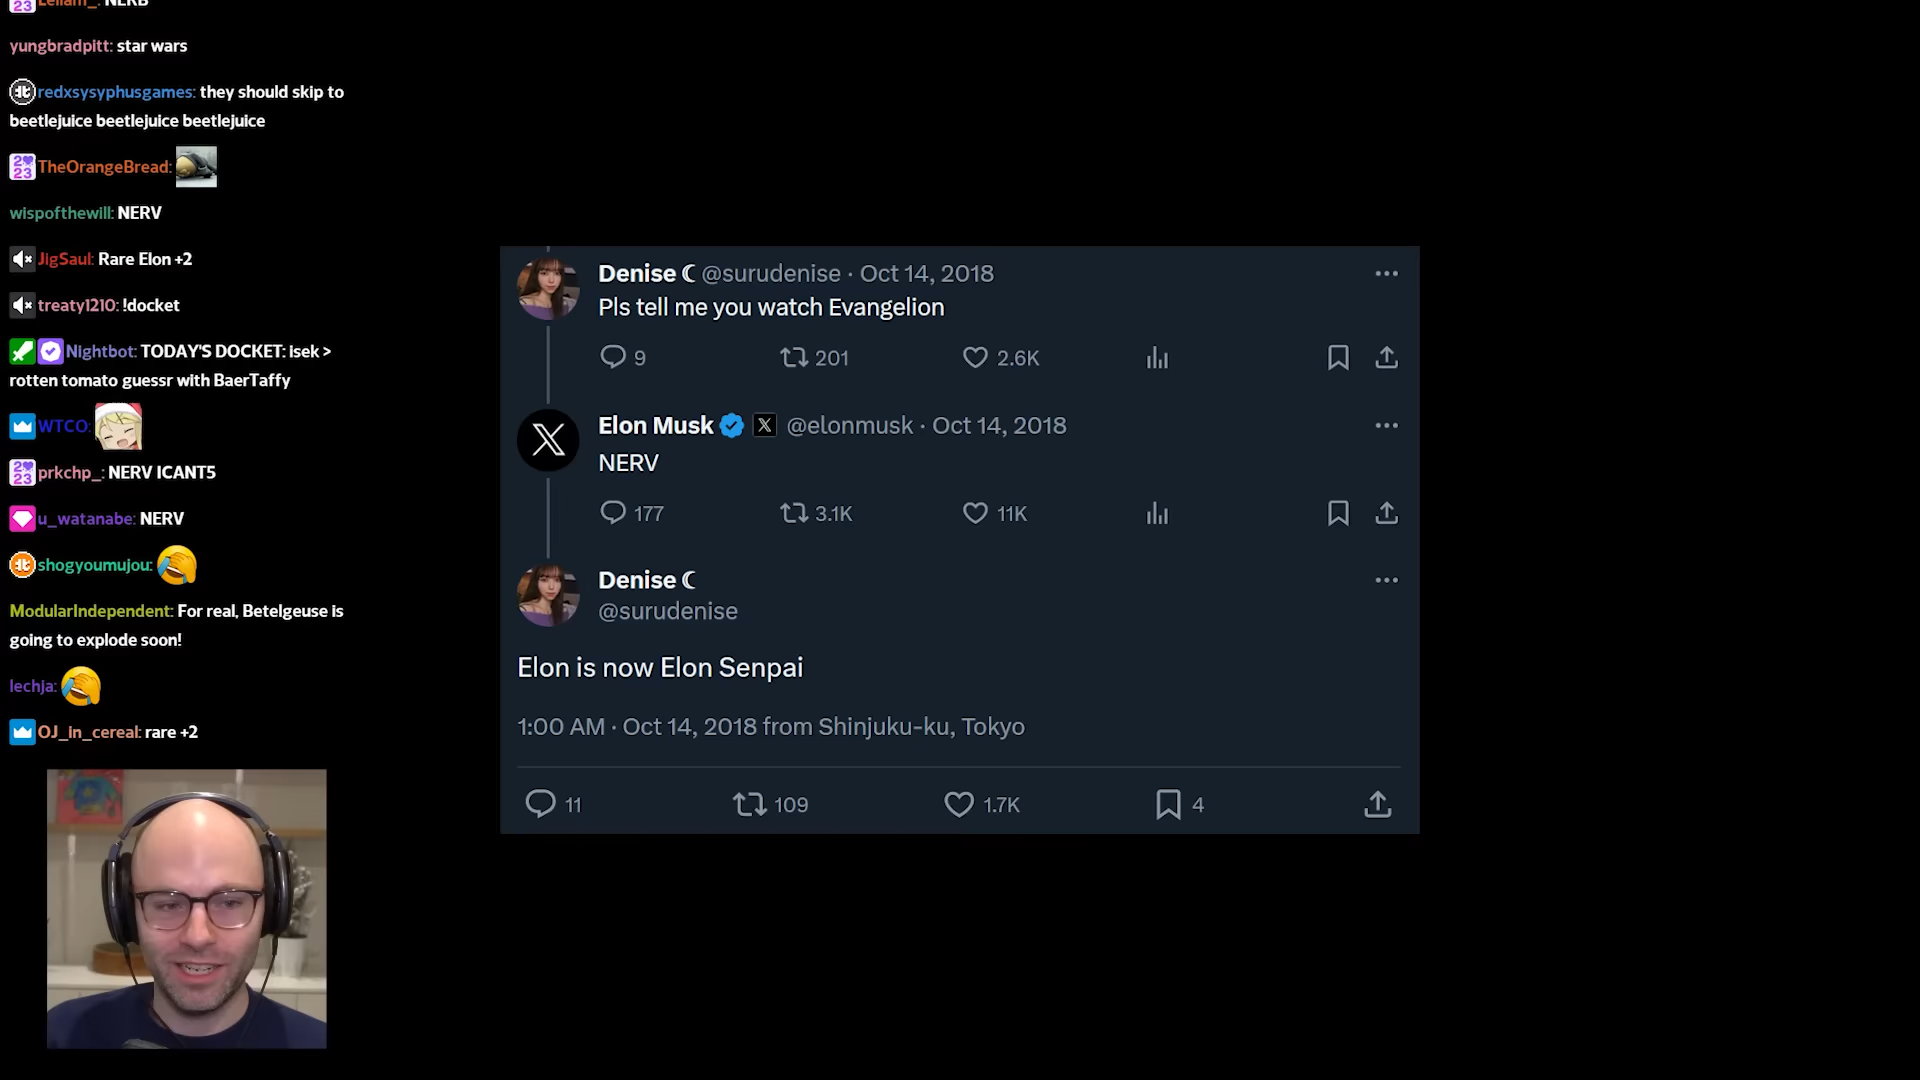 Leliam_: NERB
yungbradpitt: star wars
redxsysyphusgames: they should skip to
beetlejuice beetlejuice beetlejuice
TheOrangeBread:
wispofthewill: NERV
JigSaul: Rare Elon +2
treaty1210: !docket
Nightbot: TODAY'S DOCKET: isek >
rotten tomato guessr with BaerTaffy
WTCO:
prkchp_: NERV ICANT5
u_watanabe: NERV
shogyoumujou:
ModularIndependent: For real, Betelgeuse is
going to explode soon!
lechja:
OJ_in_cereal: rare +2
Denise @surudenise · Oct 14, 2018
Pls tell me you watch Evangelion
9 201 2.6K
Elon Musk X @elonmusk · Oct 14, 2018
NERV
177 3.1K 11K
Denise
@surudenise
Elon is now Elon Senpai
1:00 AM · Oct 14, 2018 from Shinjuku-ku, Tokyo
11 109 1.7K 4